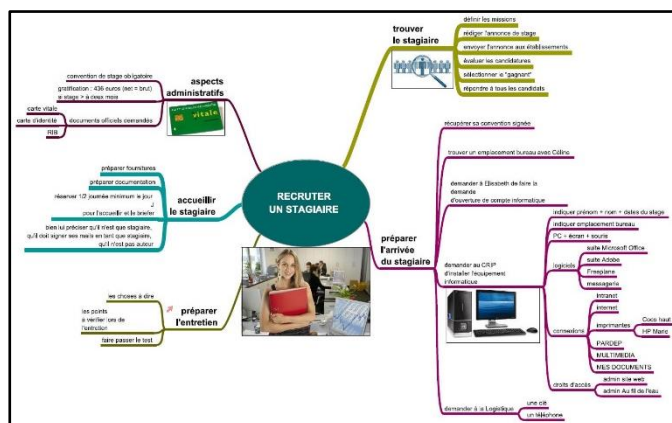 RECRUTER
UN STAGIAIRE
trouver
le stagiaire
définir les missions
rédiger l'annonce de stage
envoyer l'annonce aux établissements
évaluer les candidatures
sélectionner le "gagnant"
répondre à tous les candidats
préparer
l'arrivée
du stagiaire
récupérer sa convention signée
trouver un emplacement bureau avec Céline
demander à Elisabeth de faire la
demande
d'ouverture de compte informatique
demander au CRIP
d'installer l'équipement
informatique
indiquer prénom + nom + dates du stage
indiquer emplacement bureau
PC + écran + souris
logiciels
suite Microsoft Office
suite Adobe
Freeplane
messagerie
connexions
intranet
internet
imprimantes
Coco haut
HP Marie
PARDEP
MULTIMEDIA
MES DOCUMENTS
droits d'accès
admin site web
admin Au fil de l'eau
demander à la Logistique
une clé
un téléphone
préparer
l'entretien
les choses à dire
les points
à vérifier lors de
l'entretien
faire passer le test
accueillir
le stagiaire
préparer fournitures
préparer documentation
réserver 1/2 journée minimum le jour
J
pour l'accueillir et le briefer
bien lui préciser qu'il n'est que stagiaire,
qu'il doit signer ses mails en tant que stagiaire,
qu'il n'est pas auteur
aspects
administratifs
convention de stage obligatoire
gratification : 436 euros (net = brut)
si stage > à deux mois
documents officiels demandés
carte vitale
carte d'identité
RIB
vitale